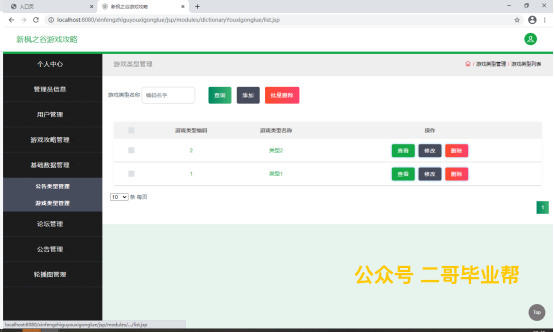 入口页
新枫之谷游戏攻略
localhost:8080/xinfengzhiguyouxigonglue/jsp/modules/dictionaryYouxigonglue/list.jsp
新枫之谷游戏攻略
个人中心
管理员信息
用户管理
游戏攻略管理
基础数据管理
公告类型管理
游戏类型管理
论坛管理
公告管理
轮播图管理
游戏类型管理
/ 游戏类型管理 / 游戏类型列表
游戏类型名称
查询
添加
批量删除
游戏类型编码 游戏类型名称 操作
2 类型2 查看 修改 删除
1 类型1 查看 修改 删除
10 条 每页
1
公众号 二哥毕业帮
Top
localhost:8080/xinfengzhiguyouxigonglue/jsp/modules/.../list.jsp